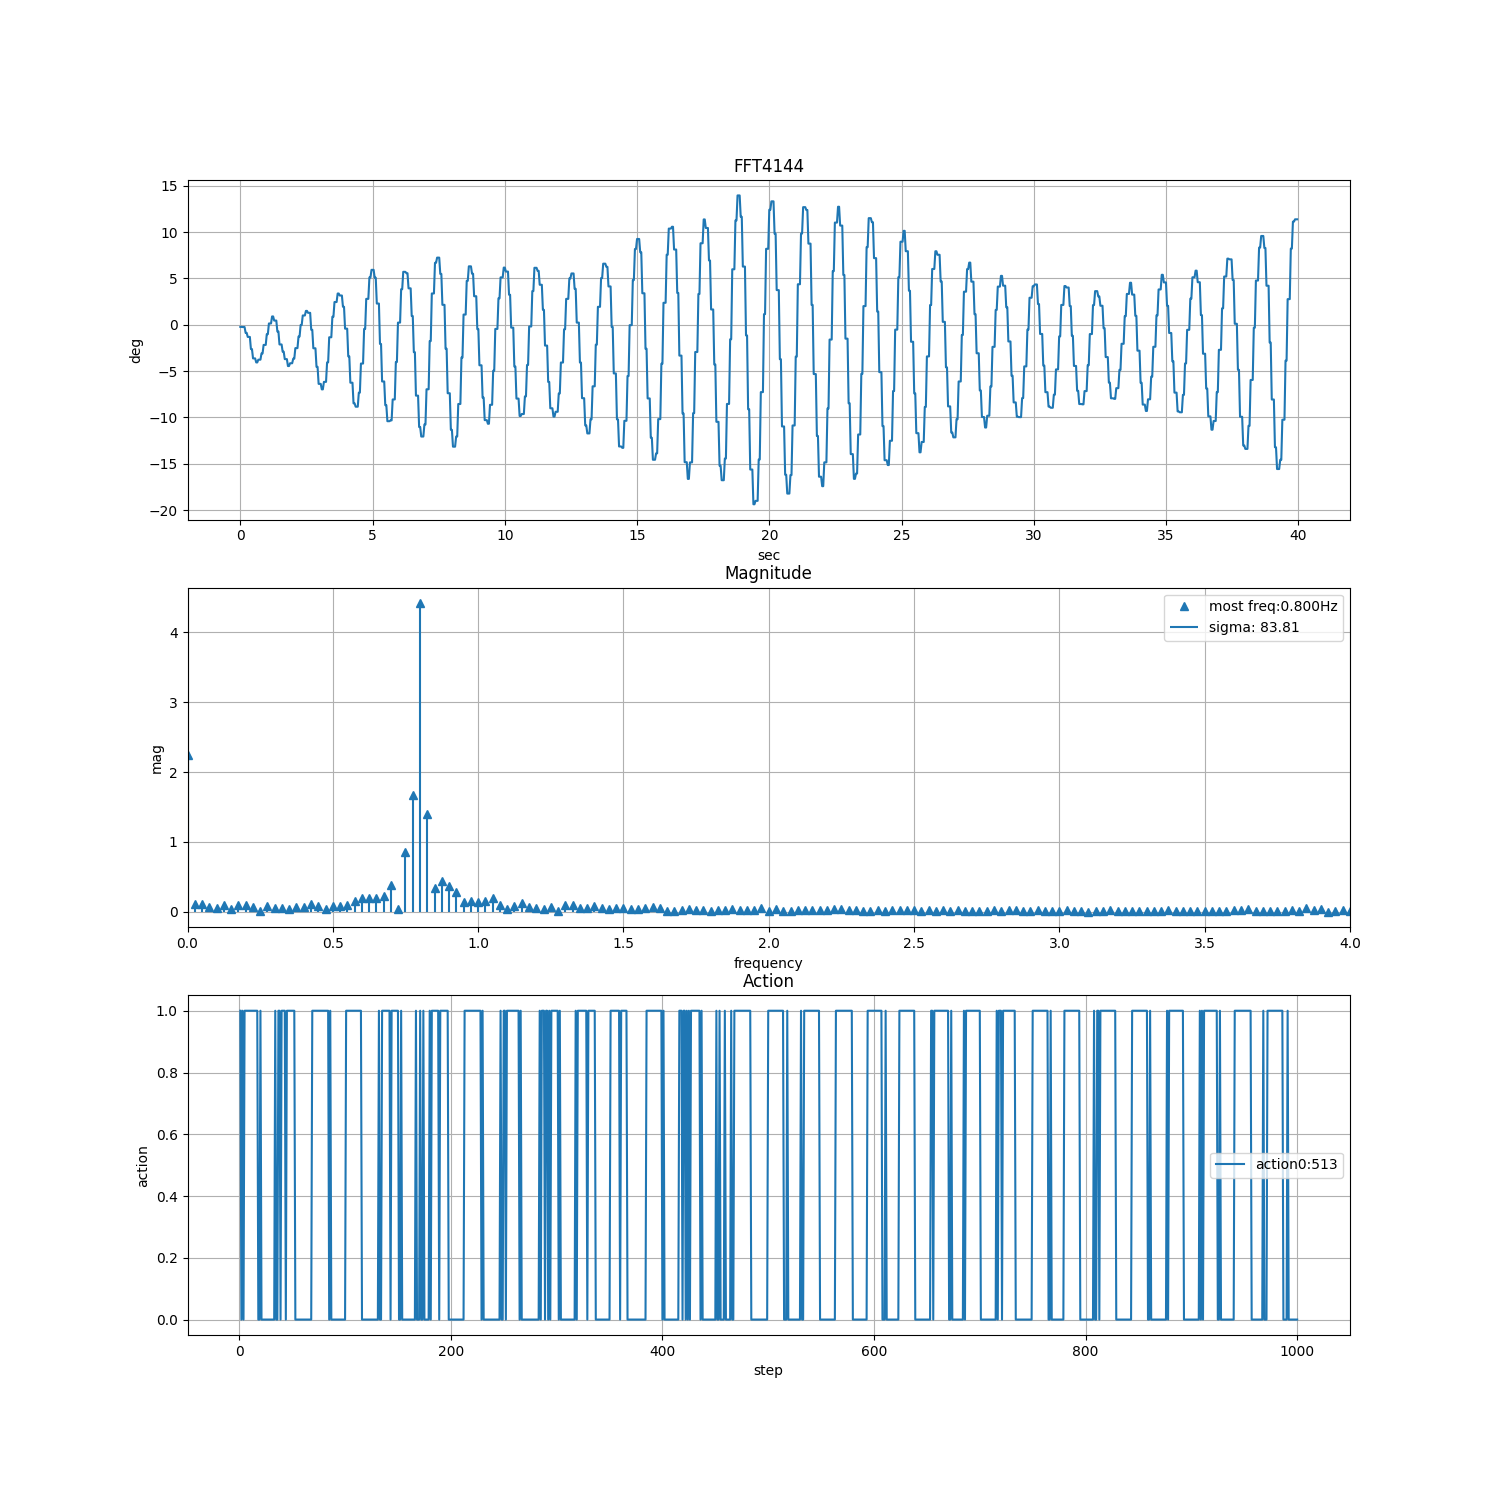 FFT4144
15
10
5
0
−5
−10
−15
−20
deg
0 5 10 15 20 25 30 35 40
sec
Magnitude
most freq:0.800Hz
sigma: 83.81
4
3
2
1
0
mag
0.0 0.5 1.0 1.5 2.0 2.5 3.0 3.5 4.0
frequency
Action
1.0
0.8
0.6
0.4
0.2
0.0
action
action0:513
0 200 400 600 800 1000
step